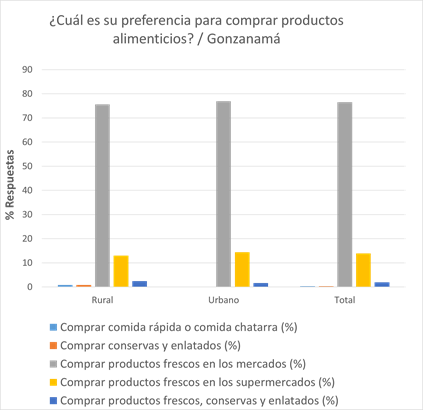 ¿Cuál es su preferencia para comprar productos
alimenticios? / Gonzanamá
90
80
70
60
50
40
30
20
10
0
% Respuestas
Rural Urbano Total
Comprar comida rápida o comida chatarra (%)
Comprar conservas y enlatados (%)
Comprar productos frescos en los mercados (%)
Comprar productos frescos en los supermercados (%)
Comprar productos frescos, conservas y enlatados (%)